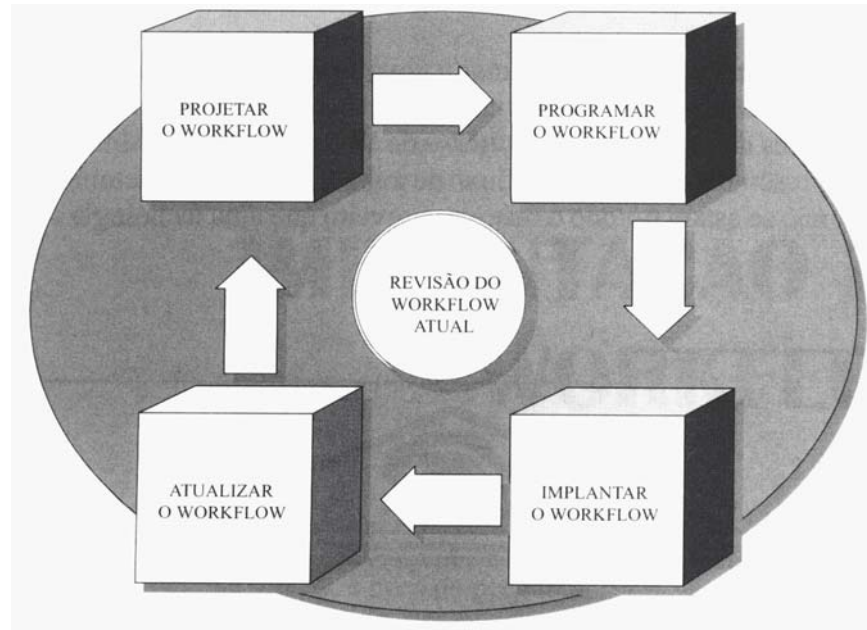 PROJETAR
O WORKFLOW
PROGRAMAR
O WORKFLOW
REVISÃO DO
WORKFLOW
ATUAL
ATUALIZAR
O WORKFLOW
IMPLANTAR
O WORKFLOW